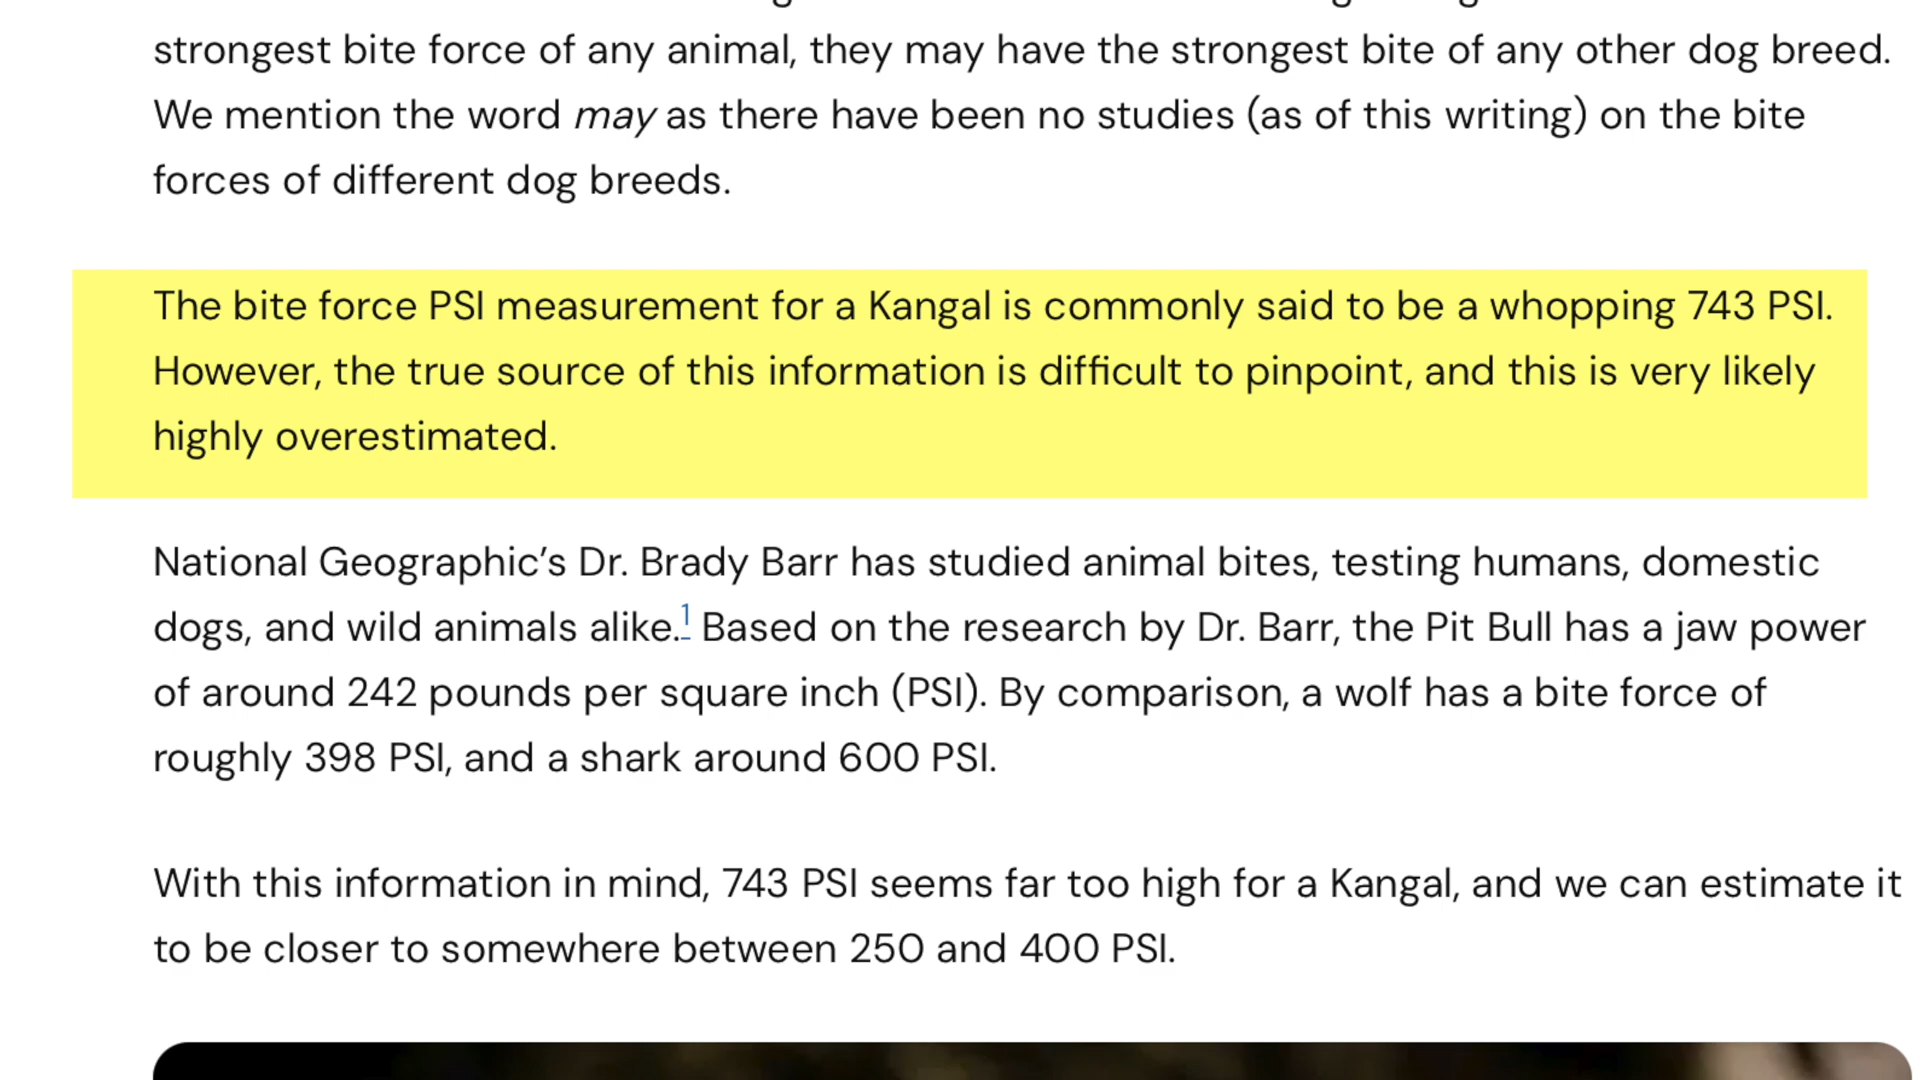 strongest bite force of any animal, they may have the strongest bite of any other dog breed.
We mention the word may as there have been no studies (as of this writing) on the bite
forces of different dog breeds.
The bite force PSI measurement for a Kangal is commonly said to be a whopping 743 PSI.
However, the true source of this information is difficult to pinpoint, and this is very likely
highly overestimated.
National Geographic’s Dr. Brady Barr has studied animal bites, testing humans, domestic
dogs, and wild animals alike.1 Based on the research by Dr. Barr, the Pit Bull has a jaw power
of around 242 pounds per square inch (PSI). By comparison, a wolf has a bite force of
roughly 398 PSI, and a shark around 600 PSI.
With this information in mind, 743 PSI seems far too high for a Kangal, and we can estimate it
to be closer to somewhere between 250 and 400 PSI.